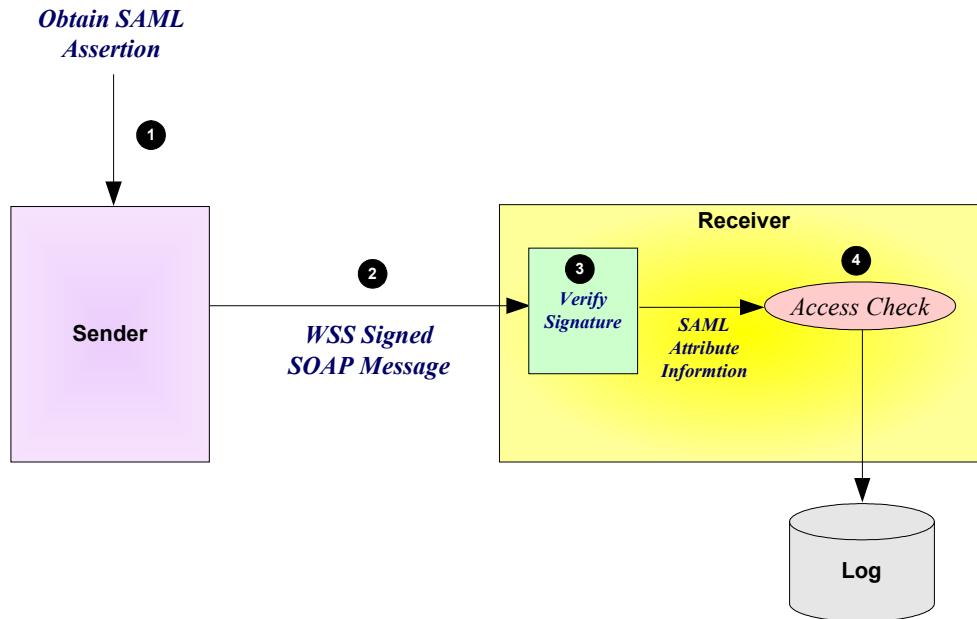 Obtain SAML
Assertion
1
Sender
2
WSS Signed
SOAP Message
Receiver
3
Verify
Signature
SAML
Attribute
Informtion
4
Access Check
Log